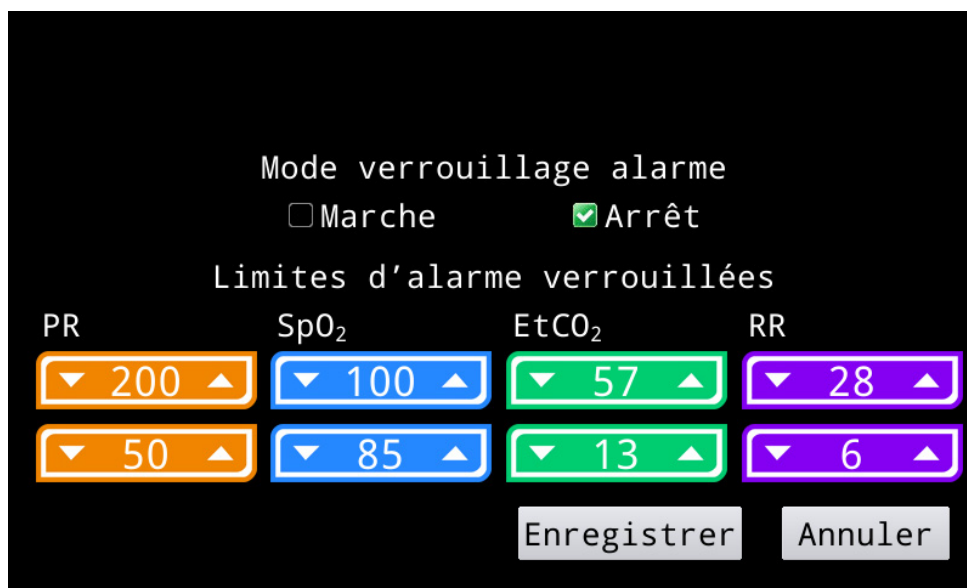 Mode verrouillage alarme
Marche Arrêt
Limites d’alarme verrouillées
PR SpO₂ EtCO₂ RR
200 100 57 28
50 85 13 6
Enregistrer Annuler